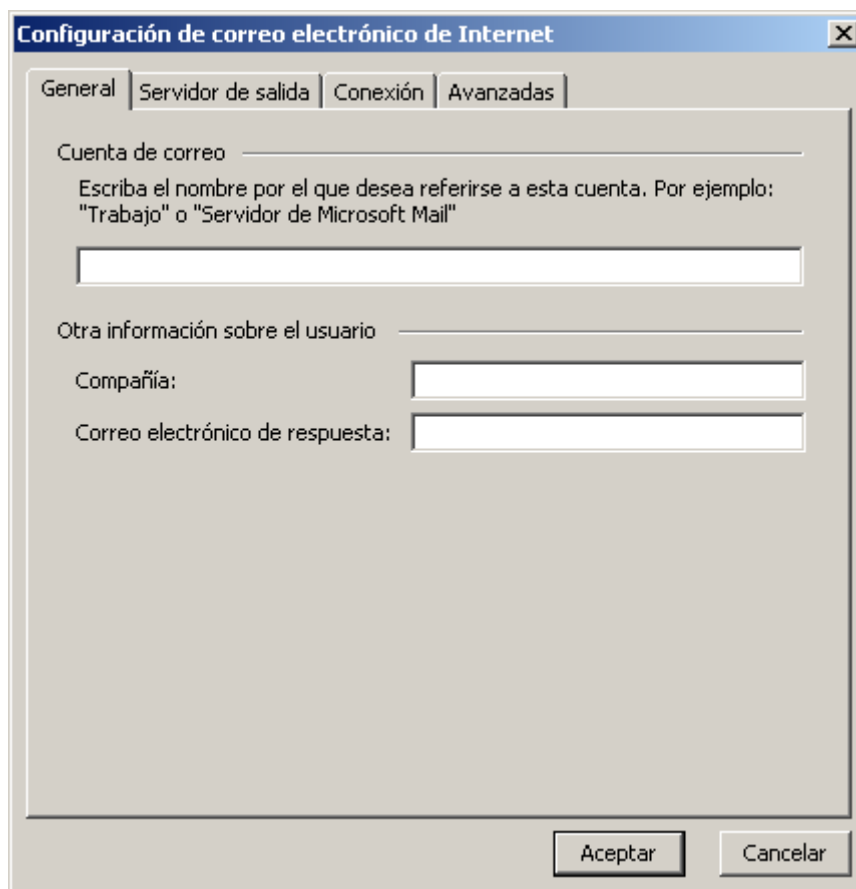 Configuración de correo electrónico de Internet
General
Servidor de salida
Conexión
Avanzadas
Cuenta de correo
Escriba el nombre por el que desea referirse a esta cuenta. Por ejemplo:
"Trabajo" o "Servidor de Microsoft Mail"
Otra información sobre el usuario
Compañía:
Correo electrónico de respuesta:
Aceptar
Cancelar